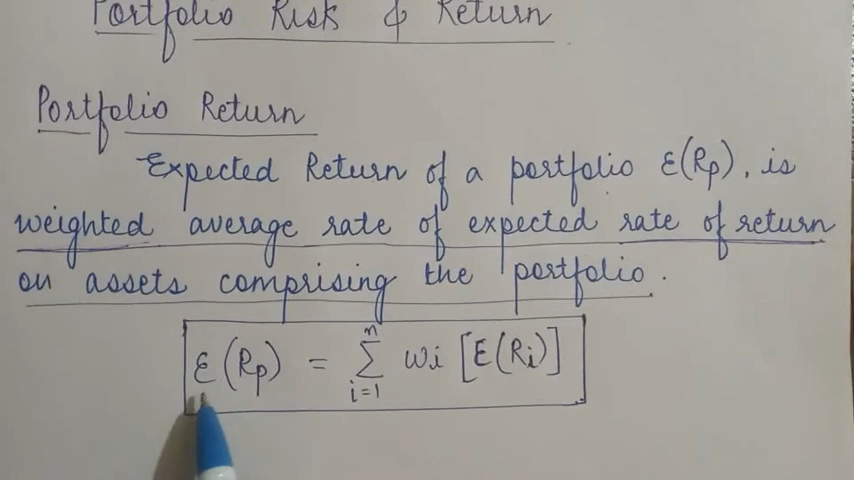 Portfolio Risk & Return
Portfolio Return
Expected Return of a portfolio E(Rp), is
weighted average rate of expected rate of return
on assets comprising the portfolio.
E(Rp) = n∑i=1 wi [E(Ri)]